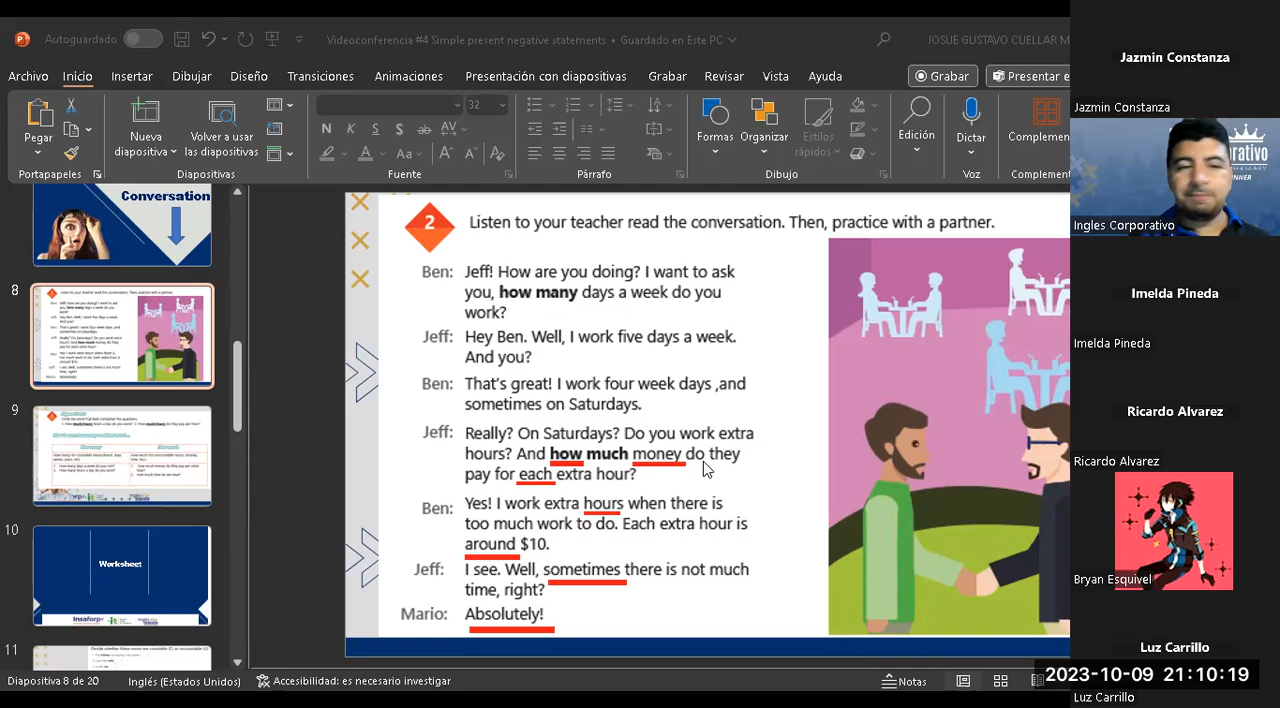 Autoguardado
Videoconferencia #4 Simple present negative statements • Guardado en Este PC
JOSUE GUSTAVO CUELLAR M
Archivo Inicio Insertar Dibujar Diseño Transiciones Animaciones Presentación con diapositivas Grabar Revisar Vista Ayuda
Grabar
Presentar e
32
Pegar
Nueva diapositiva
Volver a usar las diapositivas
Formas
Organizar
Estilos rápidos
Edición
Dictar
Complemen
Portapapeles
Diapositivas
Fuente
Párrafo
Dibujo
Voz
Complement
Conversation
8
9
10
Worksheet
11
2
Listen to your teacher read the conversation. Then, practice with a partner.
Ben: Jeff! How are you doing? I want to ask
you, how many days a week do you
work?
Jeff: Hey Ben. Well, I work five days a week.
And you?
Ben: That's great! I work four week days ,and
sometimes on Saturdays.
Jeff: Really? On Saturdays? Do you work extra
hours? And how much money do they
pay for each extra hour?
Ben: Yes! I work extra hours when there is
too much work to do. Each extra hour is
around $10.
Jeff: I see. Well, sometimes there is not much
time, right?
Mario: Absolutely!
Diapositiva 8 de 20
Inglés (Estados Unidos)
Accesibilidad: es necesario investigar
Notas
Jazmin Constanza
Jazmin Constanza
Ingles Corporativo
Imelda Pineda
Imelda Pineda
Ricardo Alvarez
Ricardo Alvarez
Bryan Esquivel
Luz Carrillo
2023-10-09 21:10:19
Luz Carrillo